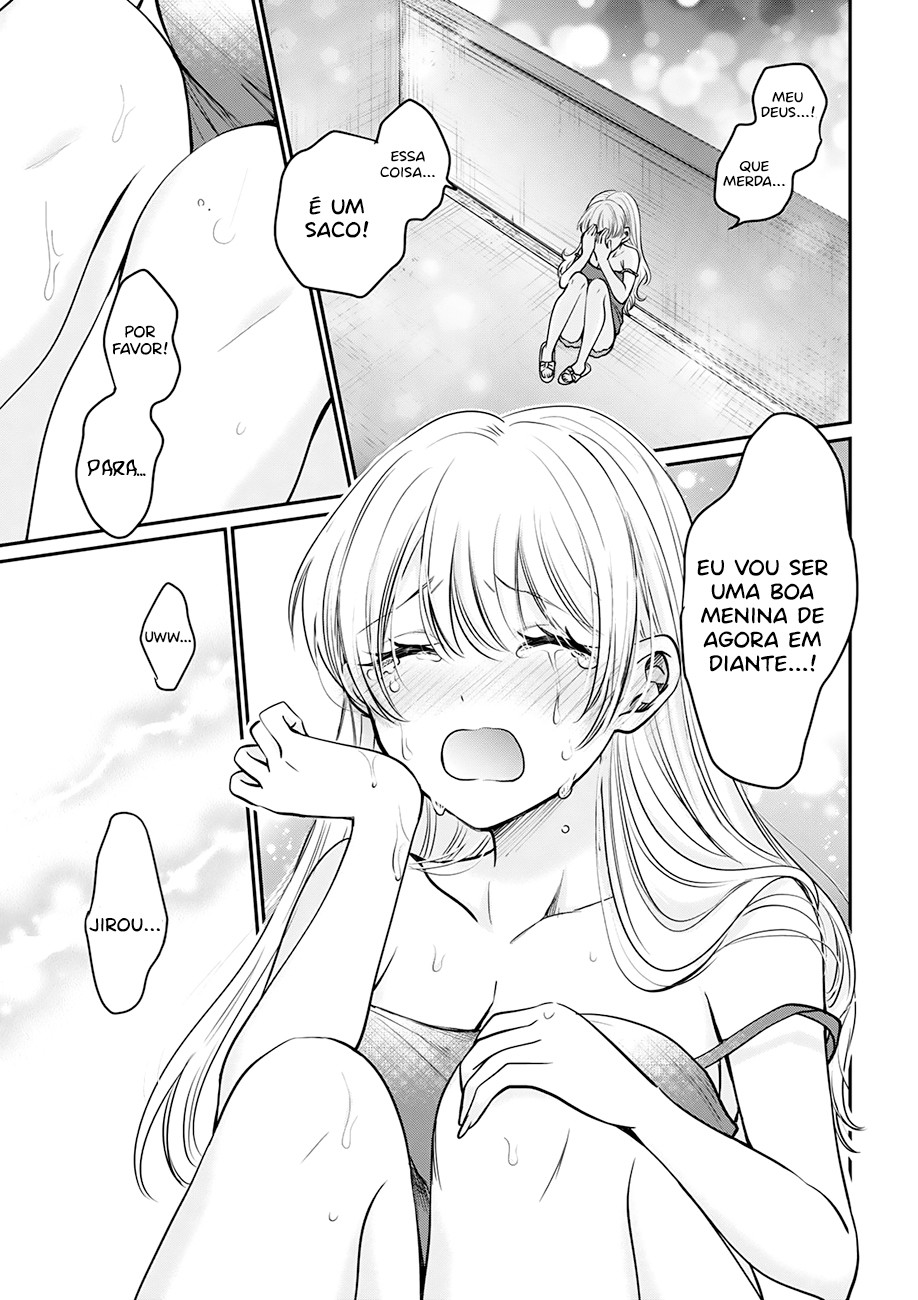 MEU
DEUS...!
QUE
MERDA...
ESSA
COISA...
É UM
SACO!
POR
FAVOR!
PARA...
EU VOU SER
UMA BOA
MENINA DE
AGORA EM
DIANTE...!
UWW...
JIROU...